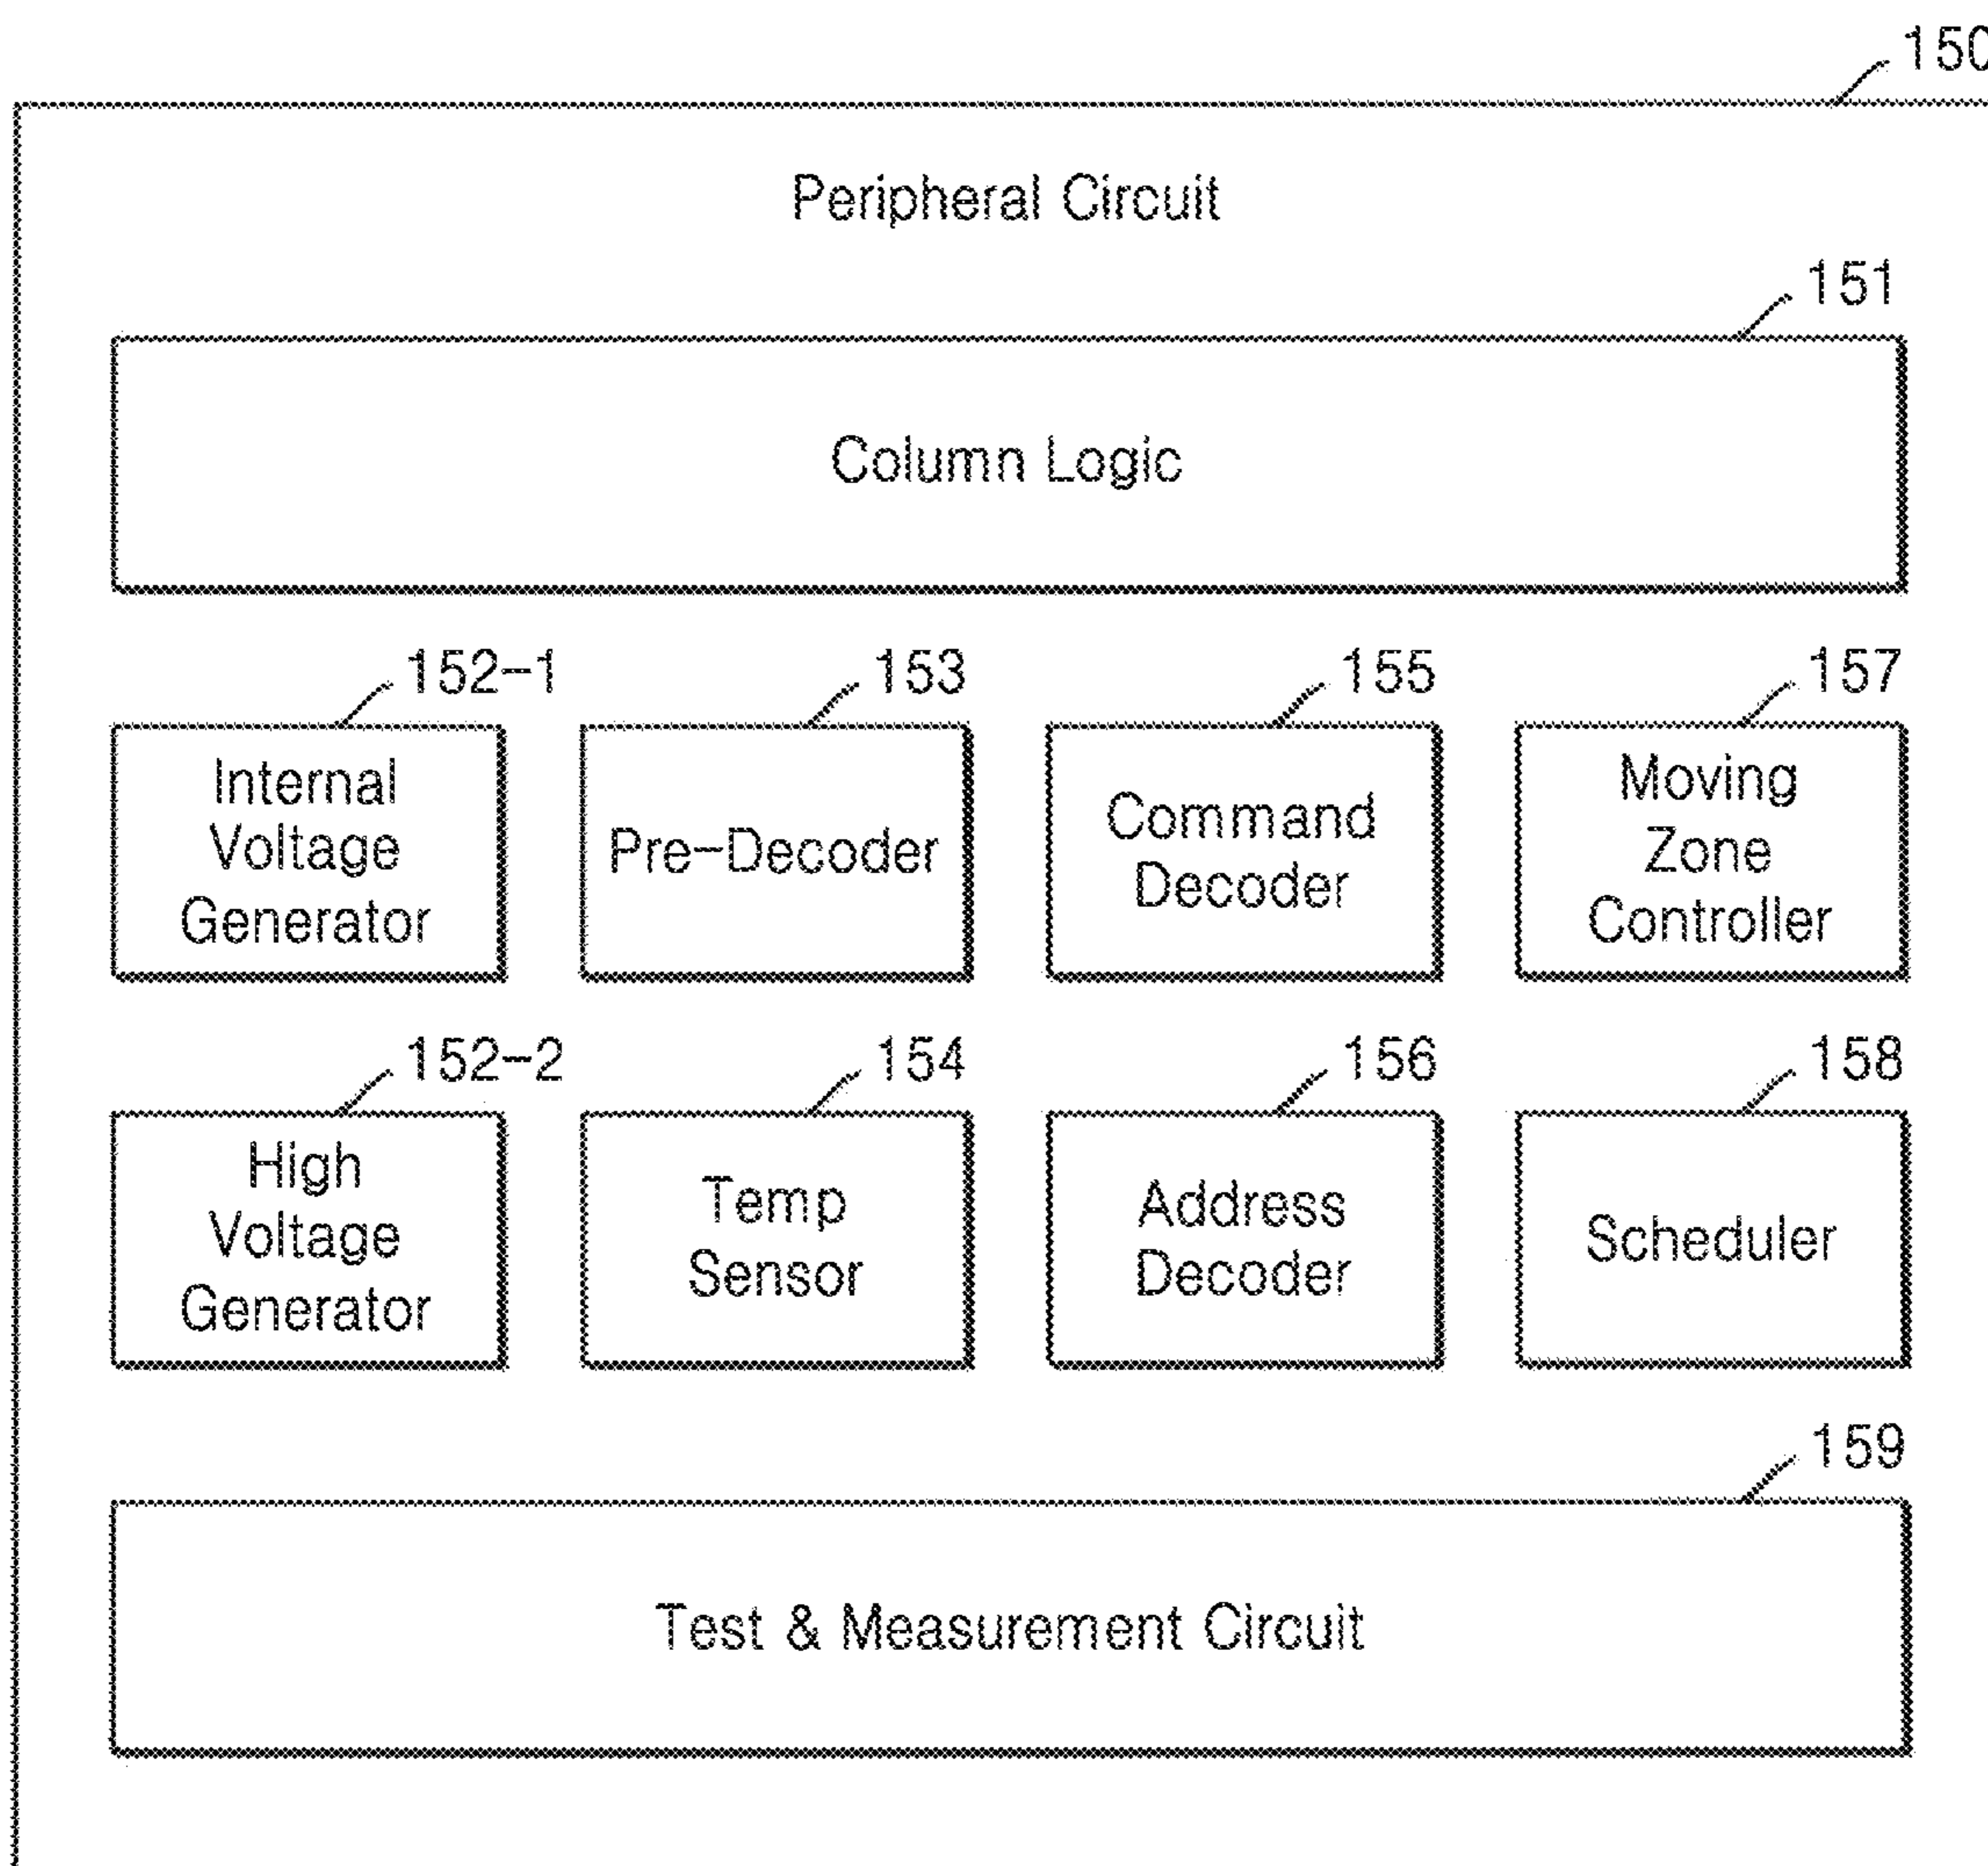 150
Peripheral Circuit
151
Column Logic
152-1
153
155
157
Internal
Voltage
Generator
Pre-Decoder
Command
Decoder
Moving
Zone
Controller
152-2
154
156
158
High
Voltage
Generator
Temp
Sensor
Address
Decoder
Scheduler
159
Test & Measurement Circuit